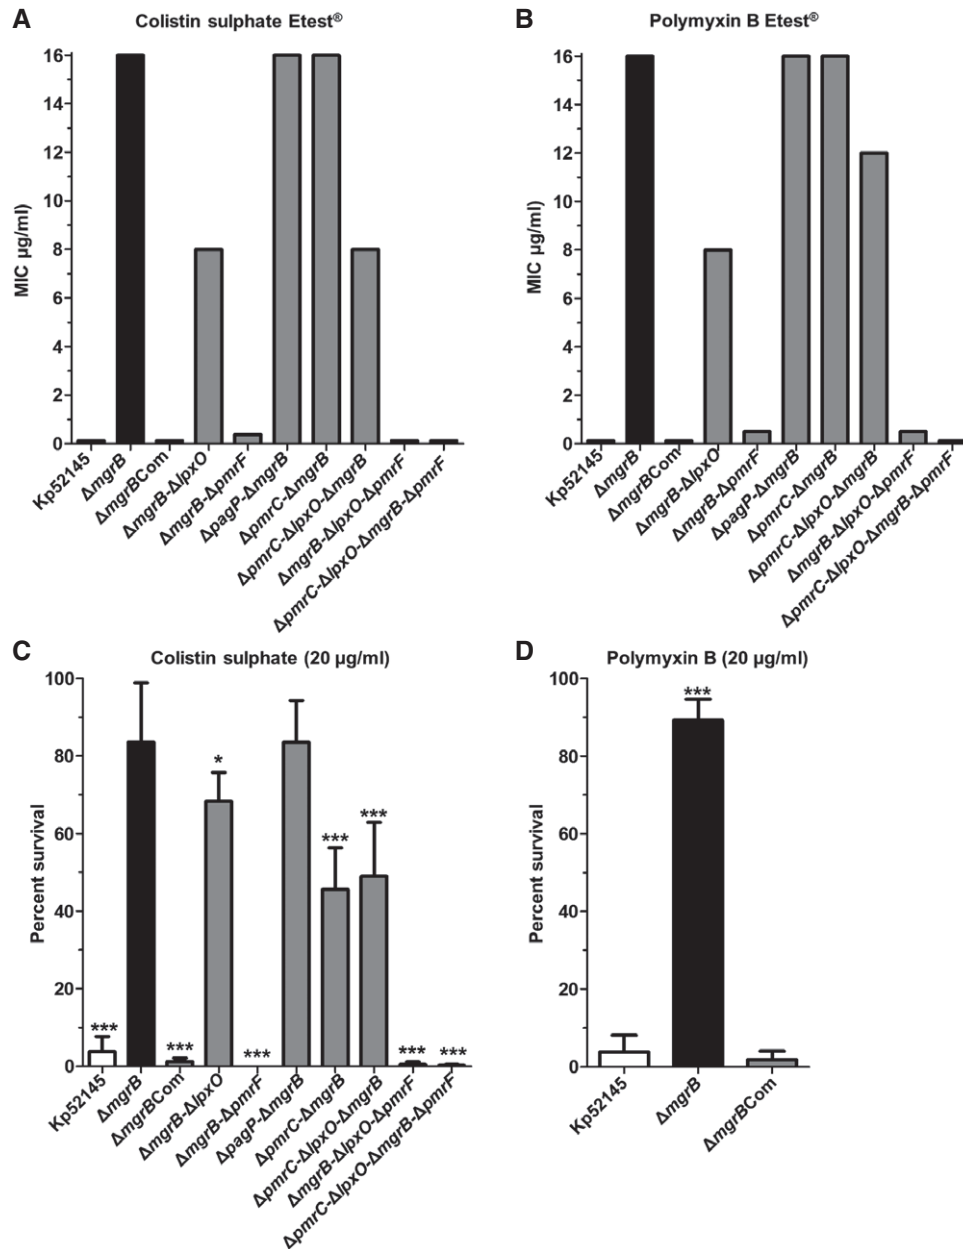 A
Colistin sulphate Etest®
MIC µg/ml)
16
14
12
10
8
6
4
2
0
Kp52145
ΔmgrB
ΔmgrBCom
ΔmgrB-ΔlpxO
ΔmgrB-ΔpmrF
ΔpagP-ΔmgrB
ΔpmrC-ΔmgrB
ΔpmrC-ΔlpxO-ΔmgrB
ΔmgrB-ΔlpxO-ΔpmrF
ΔpmrC-ΔlpxO-ΔmgrB-ΔpmrF
B
Polymyxin B Etest®
MIC µg/ml)
16
14
12
10
8
6
4
2
0
Kp52145
ΔmgrB
ΔmgrBCom
ΔmgrB-ΔlpxO
ΔmgrB-ΔpmrF
ΔpagP-ΔmgrB
ΔpmrC-ΔmgrB
ΔpmrC-ΔlpxO-ΔmgrB
ΔmgrB-ΔlpxO-ΔpmrF
ΔpmrC-ΔlpxO-ΔmgrB-ΔpmrF
C
Colistin sulphate (20 µg/ml)
Percent survival
100
80
60
40
20
0
***
***
*
***
***
***
***
***
Kp52145
ΔmgrB
ΔmgrBCom
ΔmgrB-ΔlpxO
ΔmgrB-ΔpmrF
ΔpagP-ΔmgrB
ΔpmrC-ΔmgrB
ΔpmrC-ΔlpxO-ΔmgrB
ΔmgrB-ΔlpxO-ΔpmrF
ΔpmrC-ΔlpxO-ΔmgrB-ΔpmrF
D
Polymyxin B (20 µg/ml)
Percent survival
100
80
60
40
20
0
***
Kp52145
ΔmgrB
ΔmgrBCom